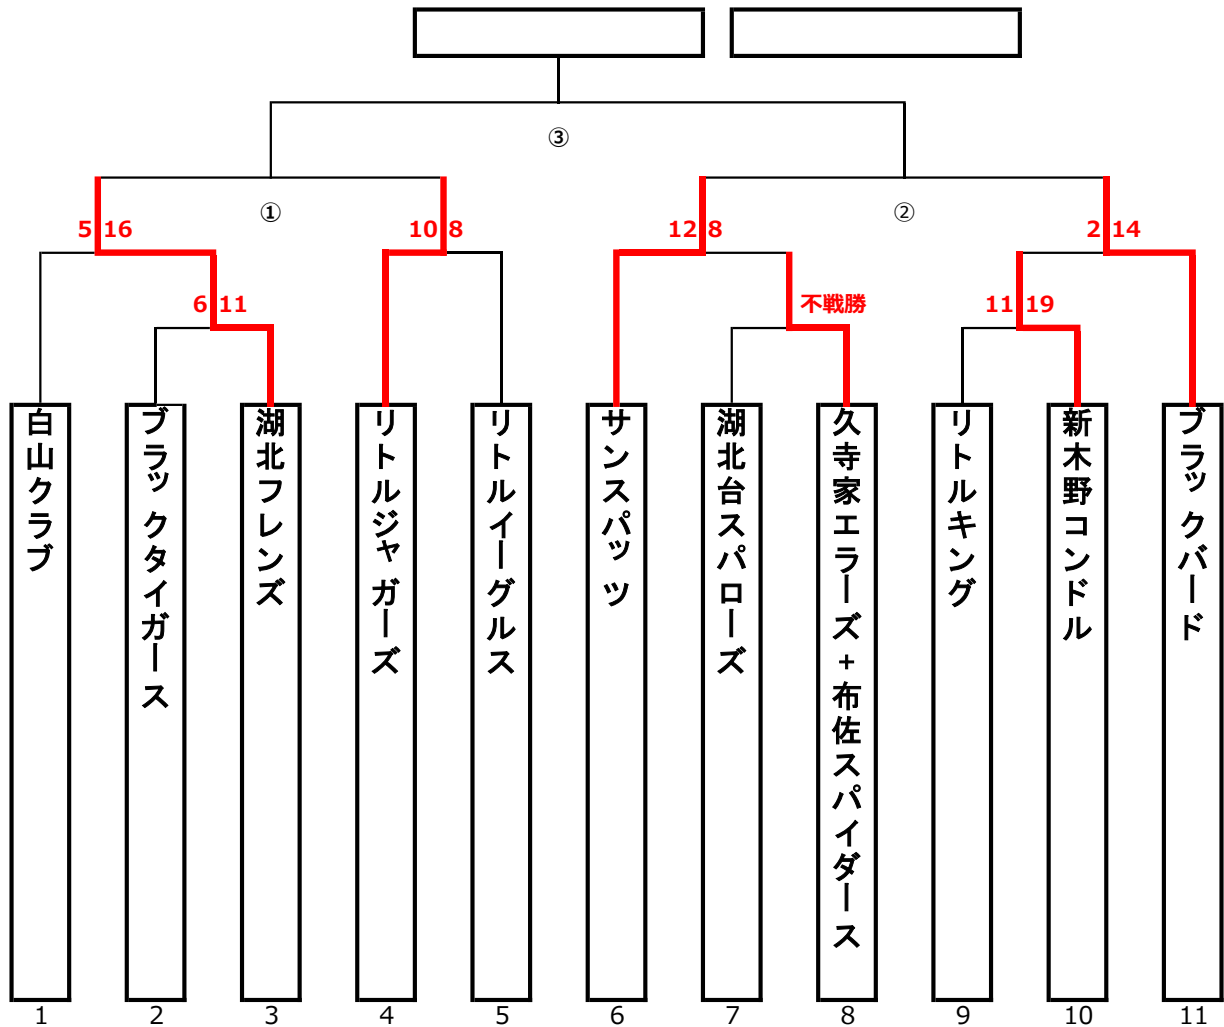 ③
①
②
5 16
10 8
12 8
2 14
6 11
不戦勝
11 19
白山クラブ
ブラックタイガース
湖北フレンズ
リトルジャガーズ
リトルイーグルス
サンスパッツ
湖北台スパローズ
久寺家エラーズ+布佐スパイダース
リトルキング
新木野コンドル
ブラックバード
1 2 3 4 5 6 7 8 9 10 11